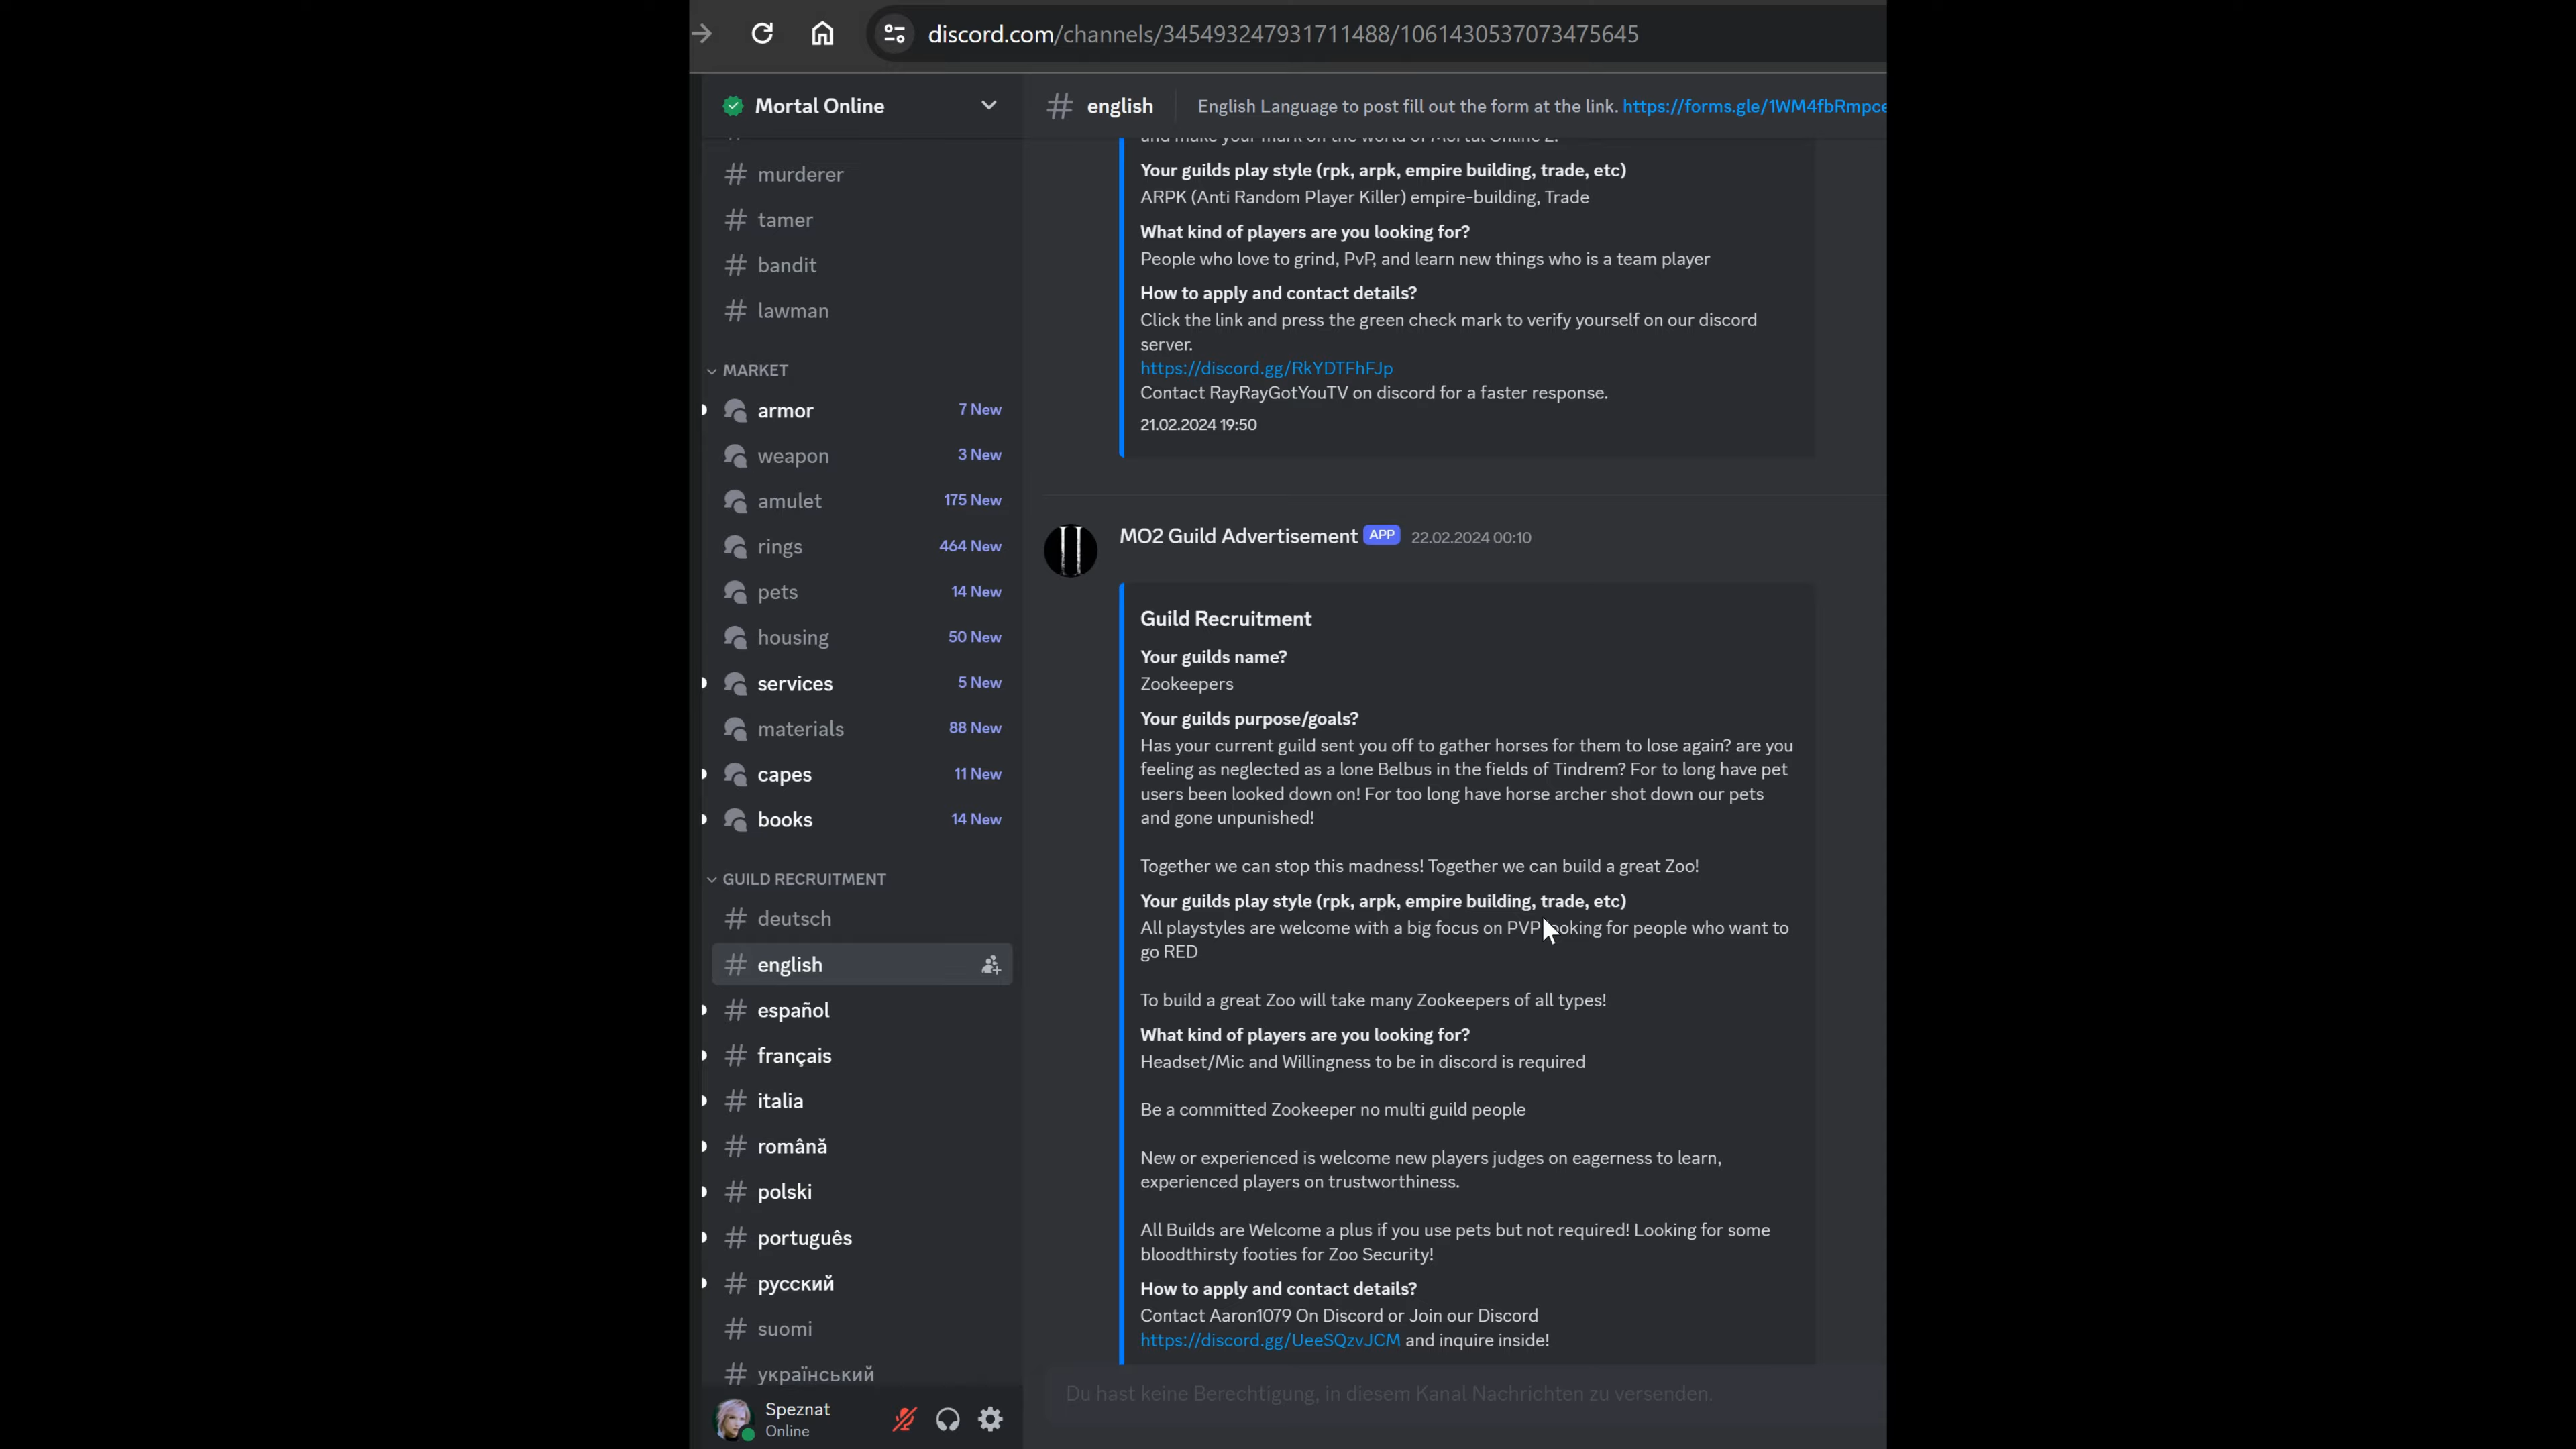 discord.com/channels/345493247931711488/1061430537073475645
Mortal Online
murderer
tamer
bandit
lawman
MARKET
armor 7 New
weapon 3 New
amulet 175 New
rings 464 New
pets 14 New
housing 50 New
services 5 New
materials 88 New
capes 11 New
books 14 New
GUILD RECRUITMENT
deutsch
english
español
français
italia
română
polski
português
русский
suomi
український
Speznat
Online
# english English Language to post fill out the form at the link. https://forms.gle/1WM4fbRmpce
and make your mark on the world of Mortal Online 2.
Your guilds play style (rpk, arpk, empire building, trade, etc)
ARPK (Anti Random Player Killer) empire-building, Trade
What kind of players are you looking for?
People who love to grind, PvP, and learn new things who is a team player
How to apply and contact details?
Click the link and press the green check mark to verify yourself on our discord
server.
https://discord.gg/RkYDTFhFJp
Contact RayRayGotYouTV on discord for a faster response.
21.02.2024 19:50
MO2 Guild Advertisement APP 22.02.2024 00:10
Guild Recruitment
Your guilds name?
Zookeepers
Your guilds purpose/goals?
Has your current guild sent you off to gather horses for them to lose again? are you
feeling as neglected as a lone Belbus in the fields of Tindrem? For to long have pet
users been looked down on! For too long have horse archer shot down our pets
and gone unpunished!
Together we can stop this madness! Together we can build a great Zoo!
Your guilds play style (rpk, arpk, empire building, trade, etc)
All playstyles are welcome with a big focus on PVP looking for people who want to
go RED
To build a great Zoo will take many Zookeepers of all types!
What kind of players are you looking for?
Headset/Mic and Willingness to be in discord is required
Be a committed Zookeeper no multi guild people
New or experienced is welcome new players judges on eagerness to learn,
experienced players on trustworthiness.
All Builds are Welcome a plus if you use pets but not required! Looking for some
bloodthirsty footies for Zoo Security!
How to apply and contact details?
Contact Aaron1079 On Discord or Join our Discord
https://discord.gg/UeeSQzvJCM and inquire inside!
Du hast keine Berechtigung, in diesem Kanal Nachrichten zu versenden.